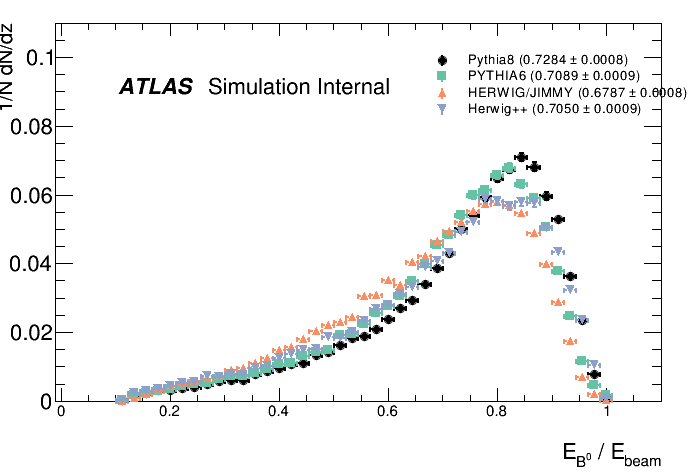 1/N dN/dz
0.1
0.08
0.06
0.04
0.02
0
ATLAS Simulation Internal
Pythia8 (0.7284 ± 0.0008)
PYTHIA6 (0.7089 ± 0.0009)
HERWIG/JIMMY (0.6787 ± 0.0008)
Herwig++ (0.7050 ± 0.0009)
0 0.2 0.4 0.6 0.8 1
E_B⁰ / E_beam